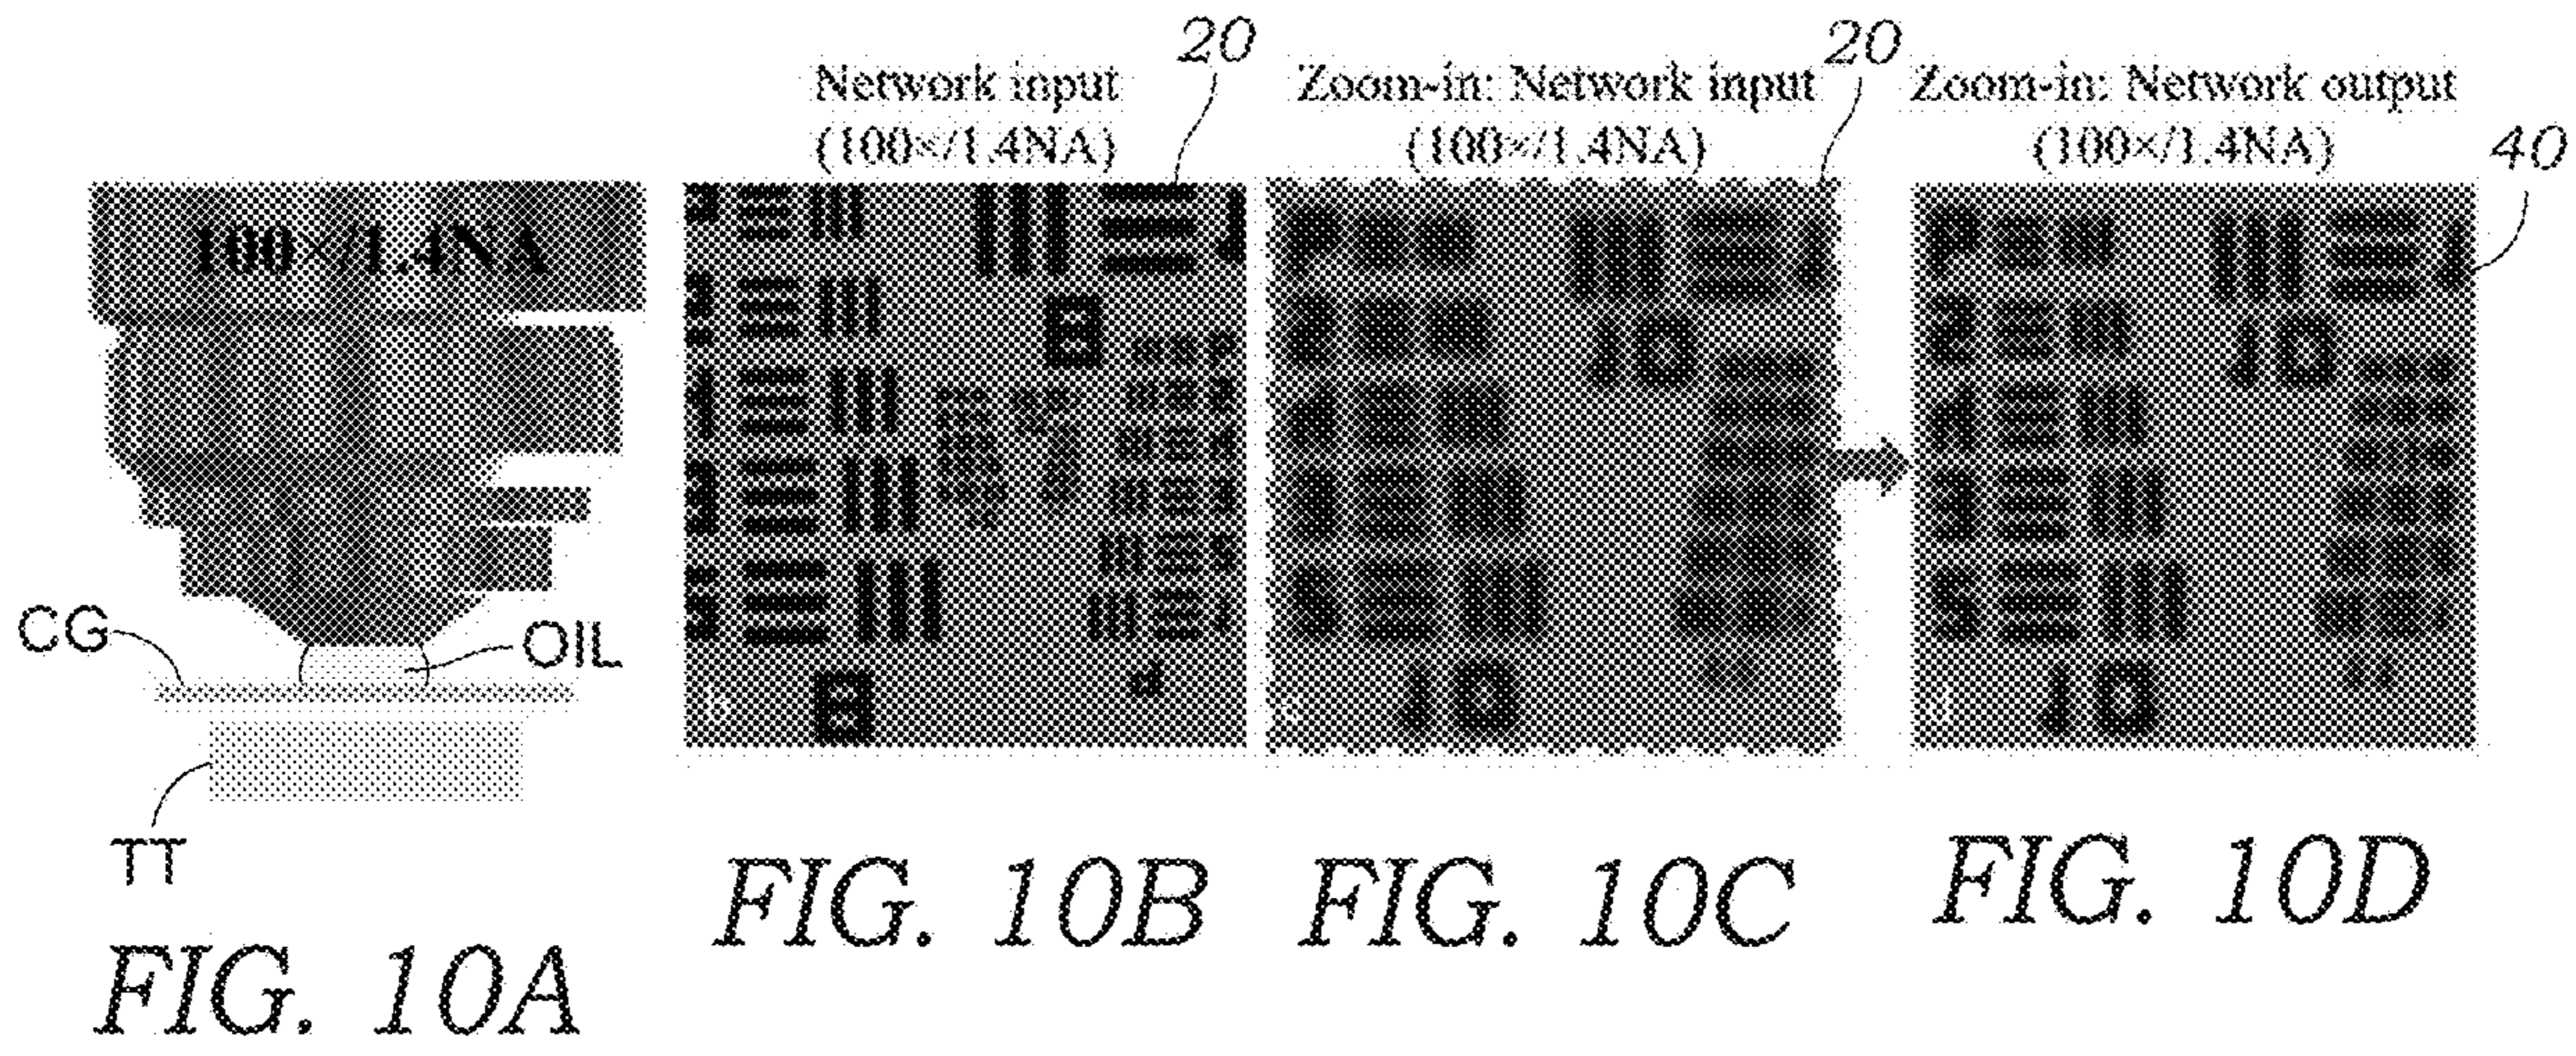 20
20
Network input
(100×/1.4NA)
Zoom-in: Network input
(100×/1.4NA)
Zoom-in: Network output
(100×/1.4NA)
40
100×/1.4NA
CG
OIL
TT
FIG. 10A
FIG. 10B
FIG. 10C
FIG. 10D